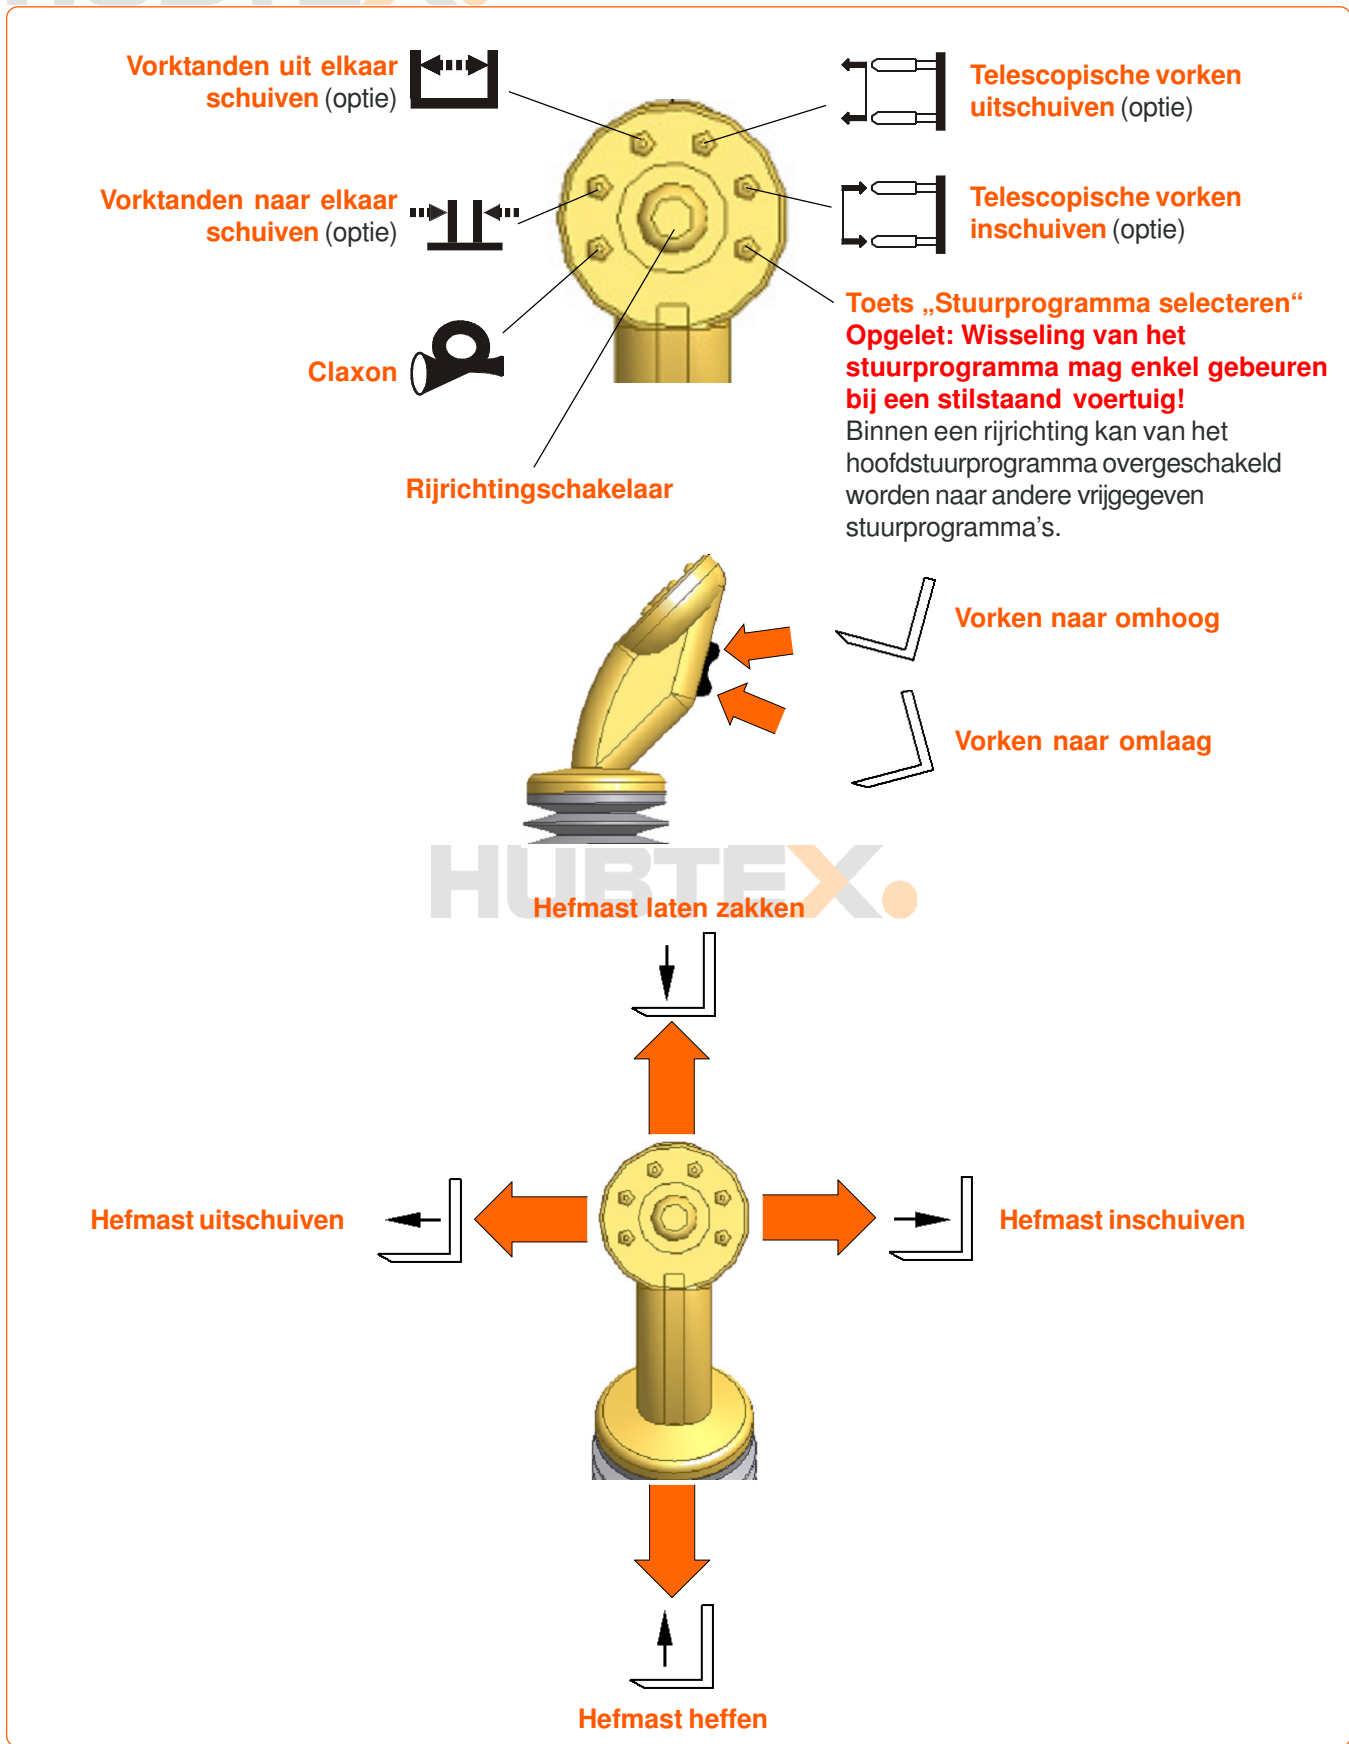 HUBTEX.
Vorktanden uit elkaar
schuiven (optie)
Telescopische vorken
uitschuiven (optie)
Vorktanden naar elkaar
schuiven (optie)
Telescopische vorken
inschuiven (optie)
Claxon
Toets „Stuurprogramma selecteren“
Opgelet: Wisseling van het
stuurprogramma mag enkel gebeuren
bij een stilstaand voertuig!
Binnen een rijrichting kan van het
hoofdstuurprogramma overgeschakeld
worden naar andere vrijgegeven
stuurprogramma’s.
Rijrichtingschakelaar
Vorken naar omhoog
Vorken naar omlaag
HUBTEX.
Hefmast laten zakken
Hefmast uitschuiven
Hefmast inschuiven
Hefmast heffen